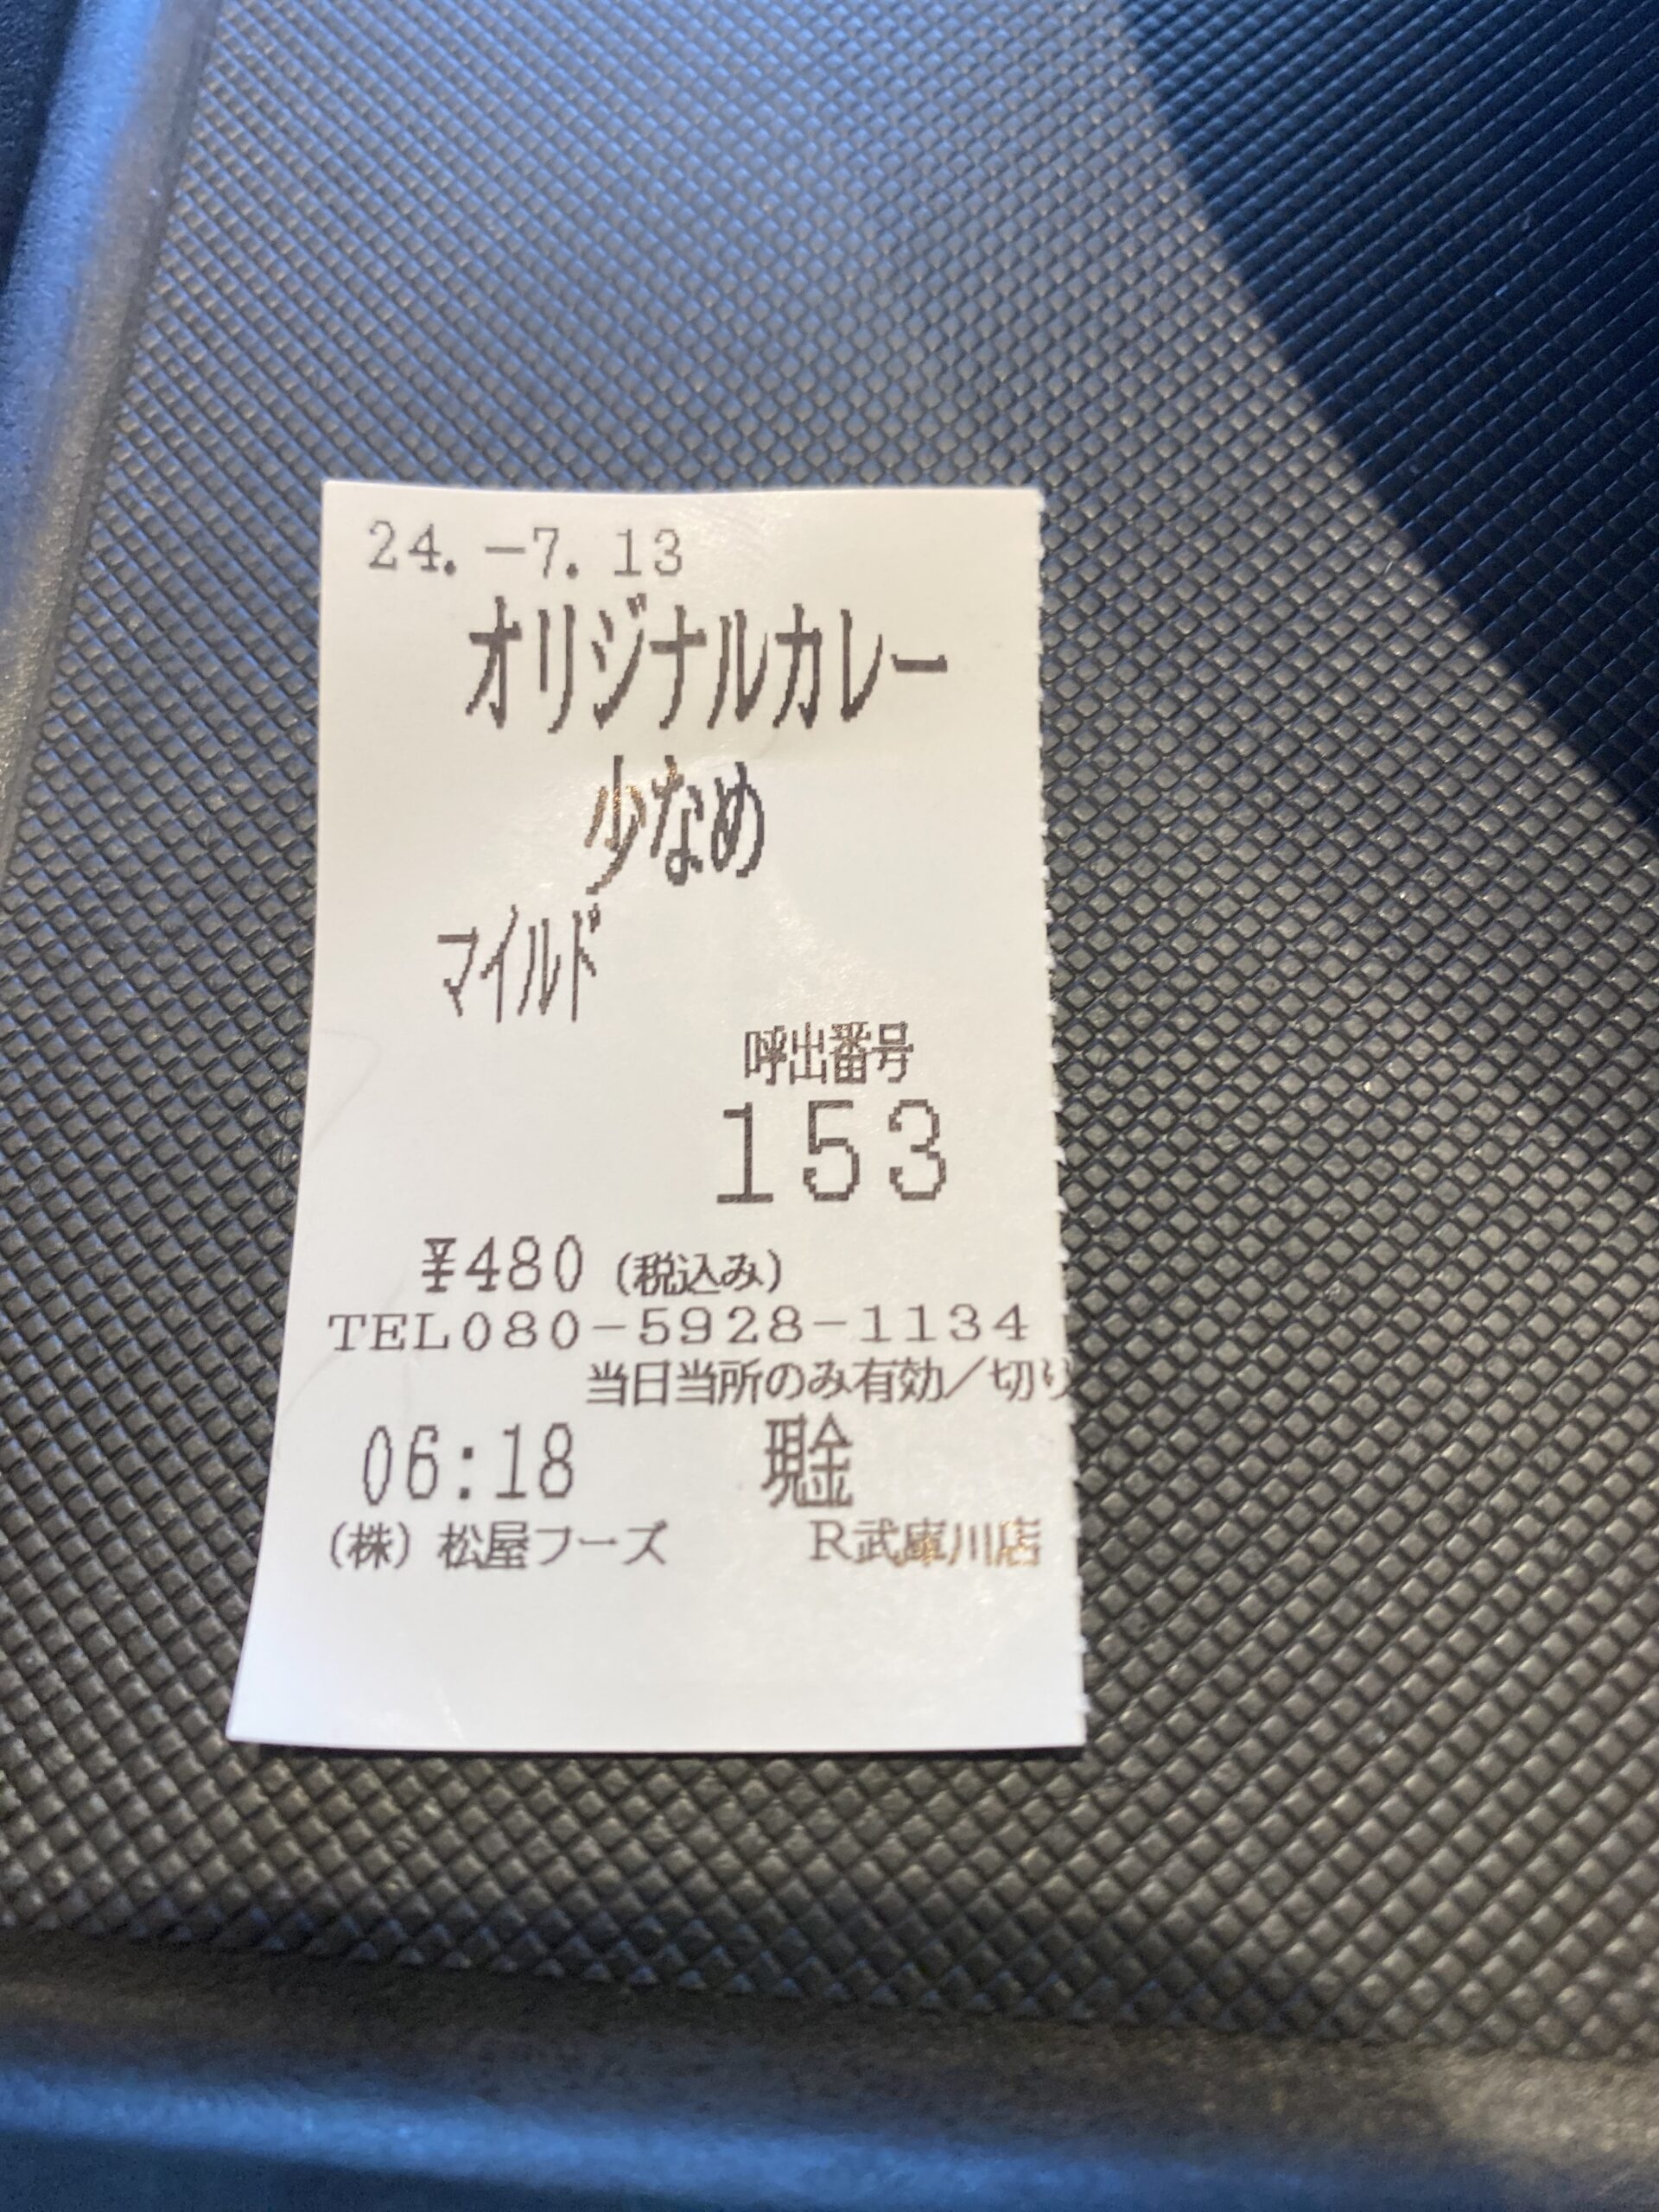 24.-7.13
オリジナルカレー
少なめ
マイルド
呼出番号
153
¥480 (税込み)
TEL080-5928-1134
当日当所のみ有効/切り
06:18 現金
(株)松屋フーズ R武庫川店